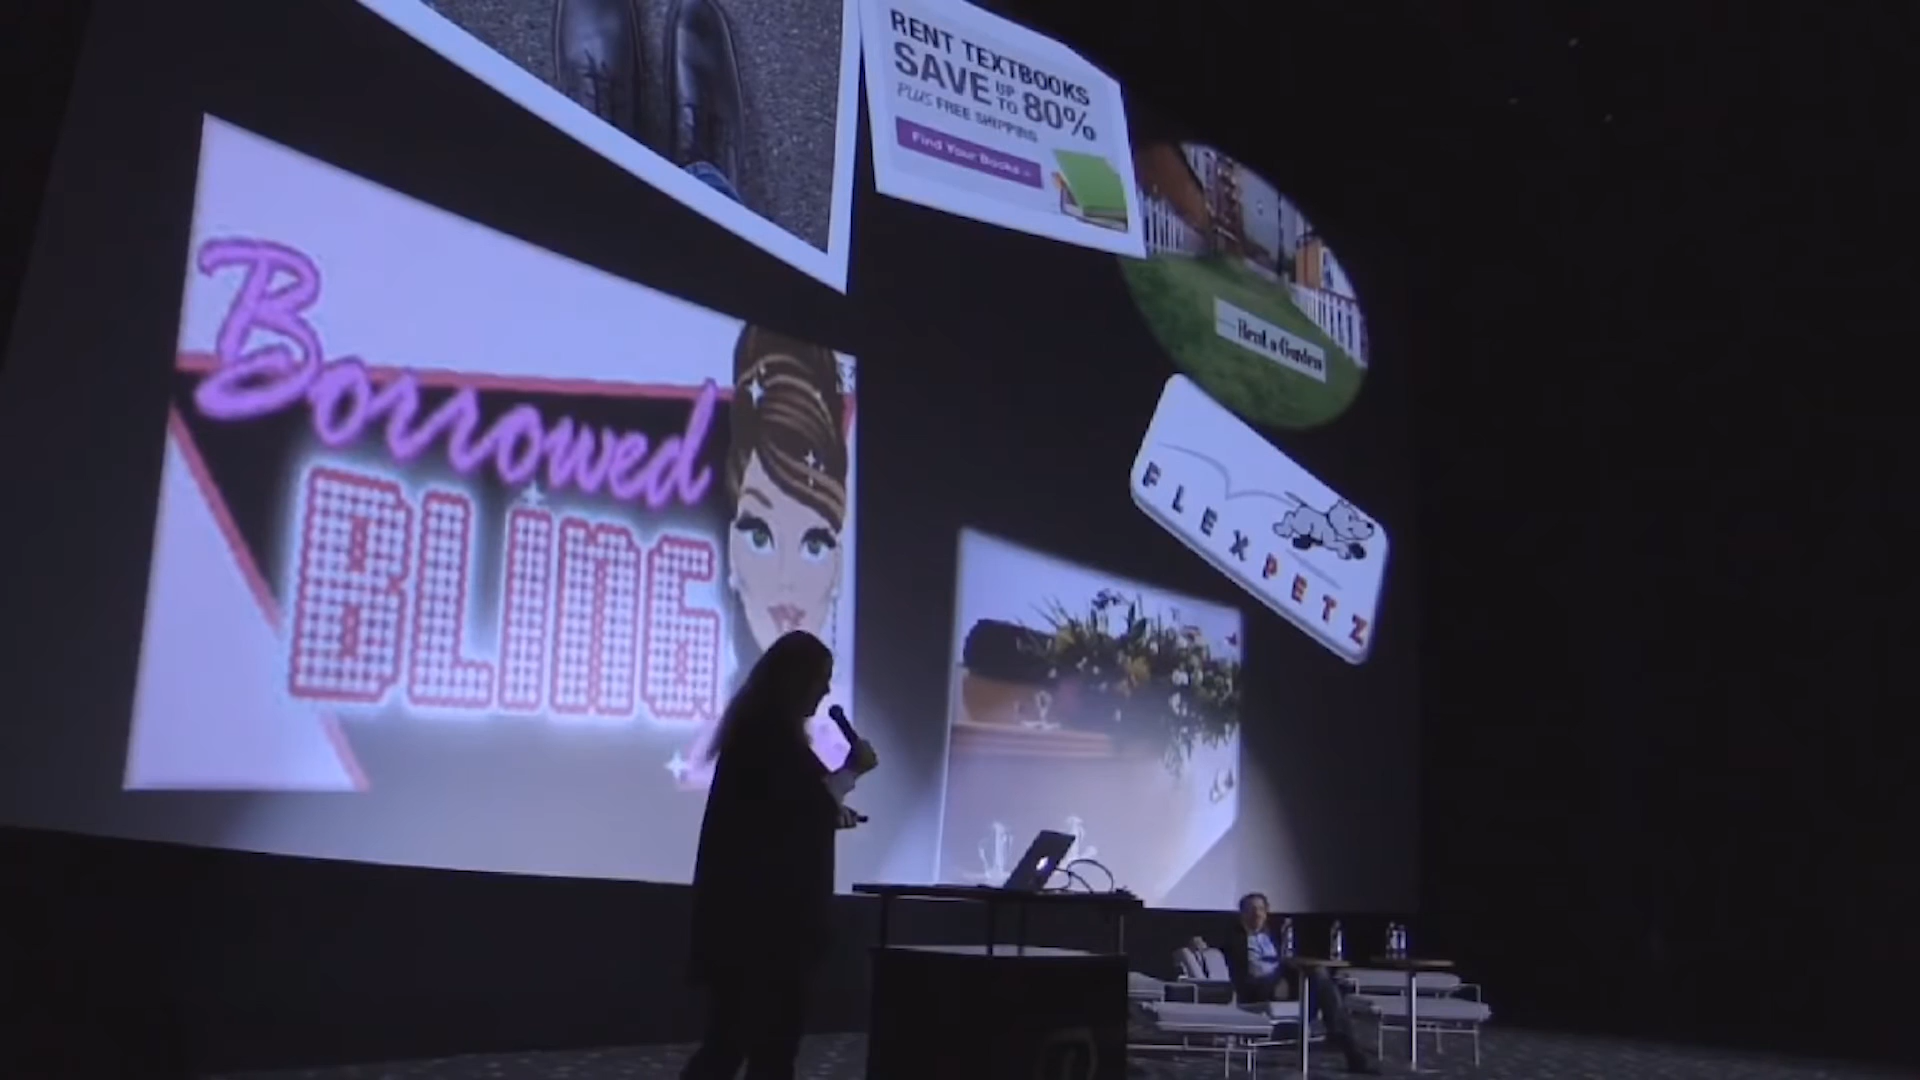 RENT TEXTBOOKS
SAVE UP TO 80%
PLUS FREE SHIPPING
Find Your Books »
Rent a Garden
Borrowed
BLING
FLEXPETZ